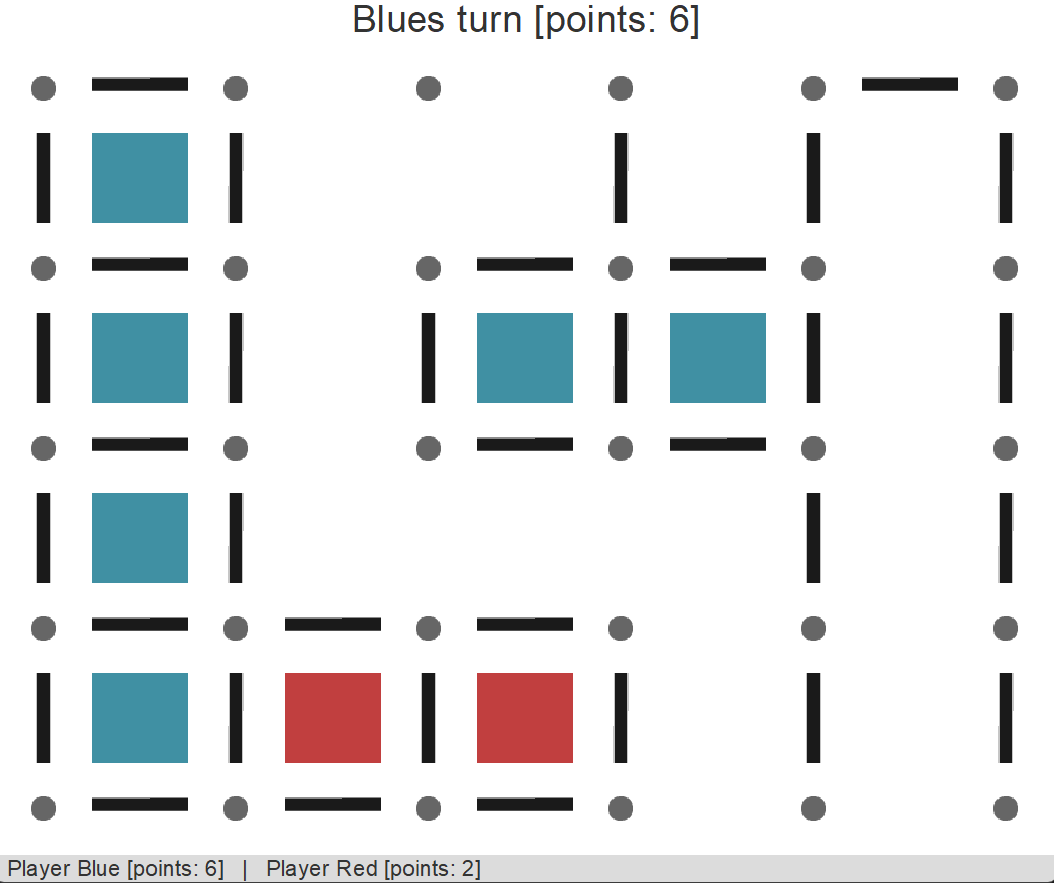 Blues turn [points: 6]
Player Blue [points: 6] | Player Red [points: 2]